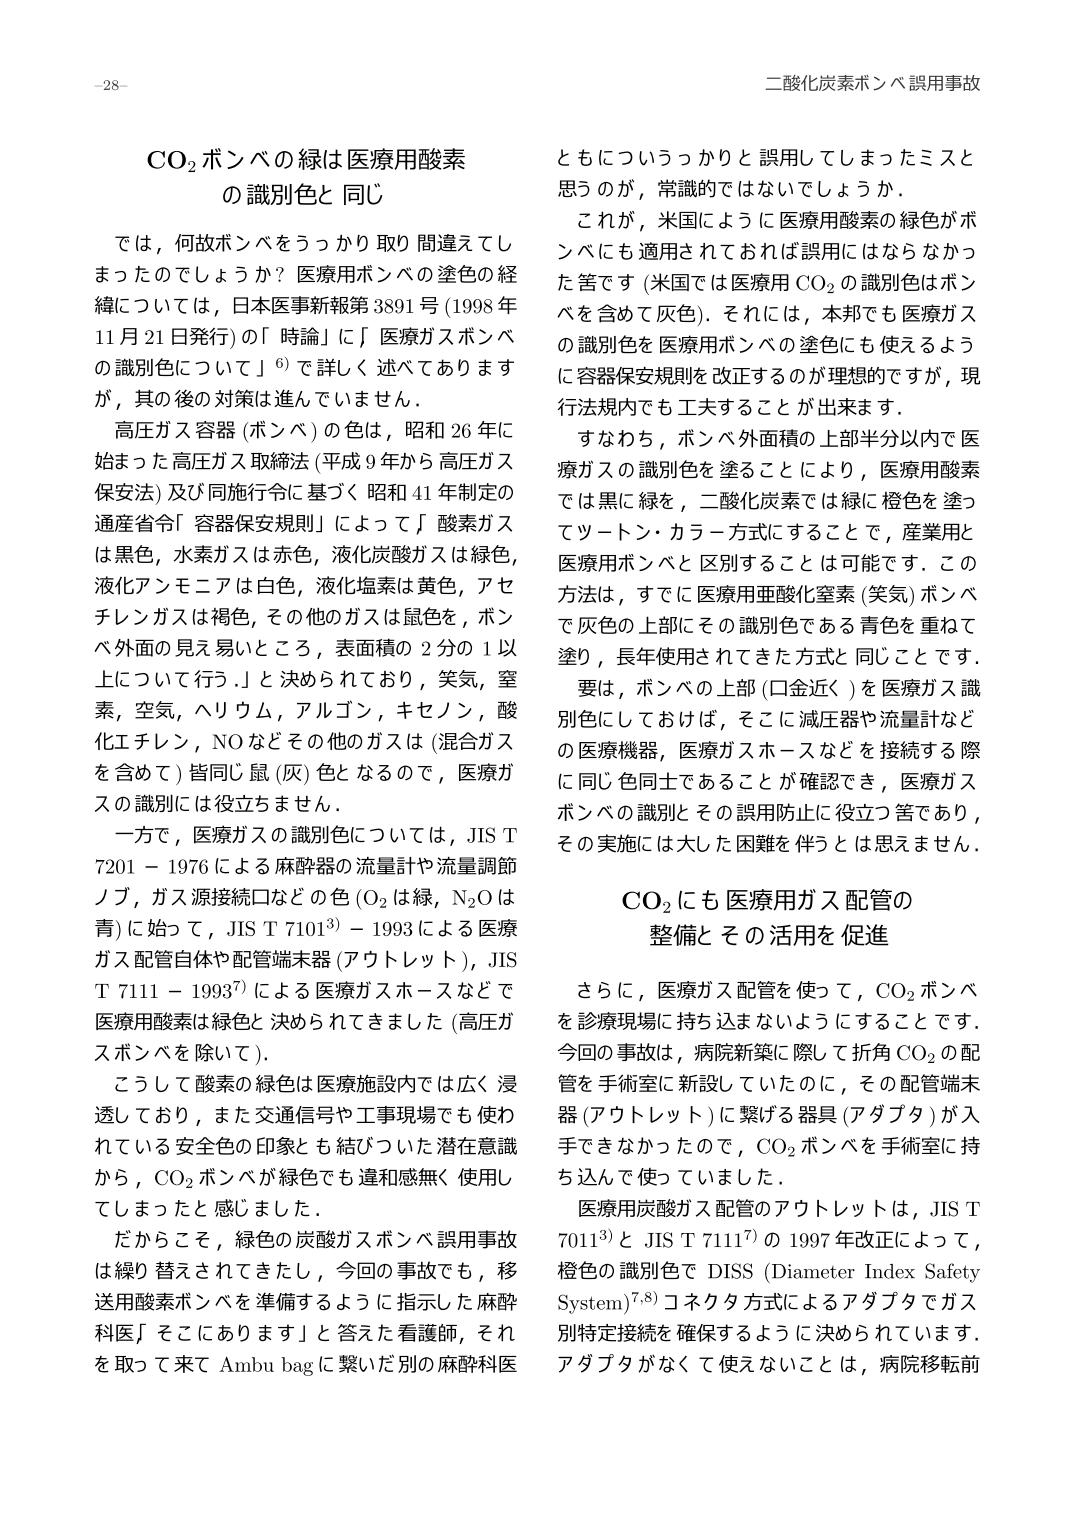 –28–
二酸化炭素ボンベ誤用事故
CO₂ボンベの緑は医療用酸素
の識別色と同じ
では，何故ボンベをうっかり取り間違えてし
まったのでしょうか？ 医療用ボンベの塗色の経
緯については，日本医事新報第 3891 号 (1998 年
11 月 21 日発行) の「時論」に「医療ガスボンベ
の識別色について」⁶⁾ で詳しく述べてあります
が，其の後の対策は進んでいません．
高圧ガス容器 (ボンベ) の色は，昭和 26 年に
始まった高圧ガス取締法 (平成 9 年から高圧ガス
保安法) 及び同施行令に基づく昭和 41 年制定の
通産省令「容器保安規則」によって「酸素ガス
は黒色，水素ガスは赤色，液化炭酸ガスは緑色，
液化アンモニアは白色，液化塩素は黄色，アセ
チレンガスは褐色，その他のガスは鼠色を，ボン
ベ外面の見え易いところ，表面積の 2 分の 1 以
上について行う．」と決められており，笑気，窒
素，空気，ヘリウム，アルゴン，キセノン，酸
化エチレン，NO などその他のガスは (混合ガス
を含めて) 皆同じ鼠 (灰) 色となるので，医療ガ
スの識別には役立ちません．
一方で，医療ガスの識別色については，JIS T
7201 − 1976 による麻酔器の流量計や流量調節
ノブ，ガス源接続口などの色 (O₂ は緑，N₂O は
青) に始って，JIS T 7101³⁾ − 1993 による医療
ガス配管自体や配管端末器 (アウトレット)，JIS
T 7111 − 1993⁷⁾ による医療ガスホースなどで
医療用酸素は緑色と決められてきました (高圧ガ
スボンベを除いて)．
こうして酸素の緑色は医療施設内では広く浸
透しており，また交通信号や工事現場でも使わ
れている安全色の印象とも結びついた潜在意識
から，CO₂ ボンベが緑色でも違和感無く使用し
てしまったと感じました．
だからこそ，緑色の炭酸ガスボンベ誤用事故
は繰り替えされてきたし，今回の事故でも，移
送用酸素ボンベを準備するように指示した麻酔
科医「そこにあります」と答えた看護師，それ
を取って来て Ambu bag に繋いだ別の麻酔科医
ともについうっかりと誤用してしまったミスと
思うのが，常識的ではないでしょうか．
これが，米国にように医療用酸素の緑色がボ
ンベにも適用されておれば誤用にはならなかっ
た筈です (米国では医療用 CO₂ の識別色はボン
ベを含めて灰色)．それには，本邦でも医療ガス
の識別色を医療用ボンベの塗色にも使えるよう
に容器保安規則を改正するのが理想的ですが，現
行法規内でも工夫することが出来ます．
すなわち，ボンベ外面積の上部半分以内で医
療ガスの識別色を塗ることにより，医療用酸素
では黒に緑を，二酸化炭素では緑に橙色を塗っ
てツートン・カラー方式にすることで，産業用と
医療用ボンベと区別することは可能です．この
方法は，すでに医療用亜酸化窒素 (笑気) ボンベ
で灰色の上部にその識別色である青色を重ねて
塗り，長年使用されてきた方式と同じことです．
要は，ボンベの上部 (口金近く) を医療ガス識
別色にしておけば，そこに減圧器や流量計など
の医療機器，医療ガスホースなどを接続する際
に同じ色同士であることが確認でき，医療ガス
ボンベの識別とその誤用防止に役立つ筈であり，
その実施には大した困難を伴うとは思えません．
CO₂にも医療用ガス配管の
整備とその活用を促進
さらに，医療ガス配管を使って，CO₂ ボンベ
を診療現場に持ち込まないようにすることです．
今回の事故は，病院新築に際して折角 CO₂ の配
管を手術室に新設していたのに，その配管端末
器 (アウトレット) に繋げる器具 (アダプタ) が入
手できなかったので，CO₂ ボンベを手術室に持
ち込んで使っていました．
医療用炭酸ガス配管のアウトレットは，JIS T
7011³⁾ と JIS T 7111⁷⁾ の 1997 年改正によって，
橙色の識別色で DISS (Diameter Index Safety
System)⁷,⁸⁾ コネクタ方式によるアダプタでガス
別特定接続を確保するように決められています．
アダプタがなくて使えないことは，病院移転前